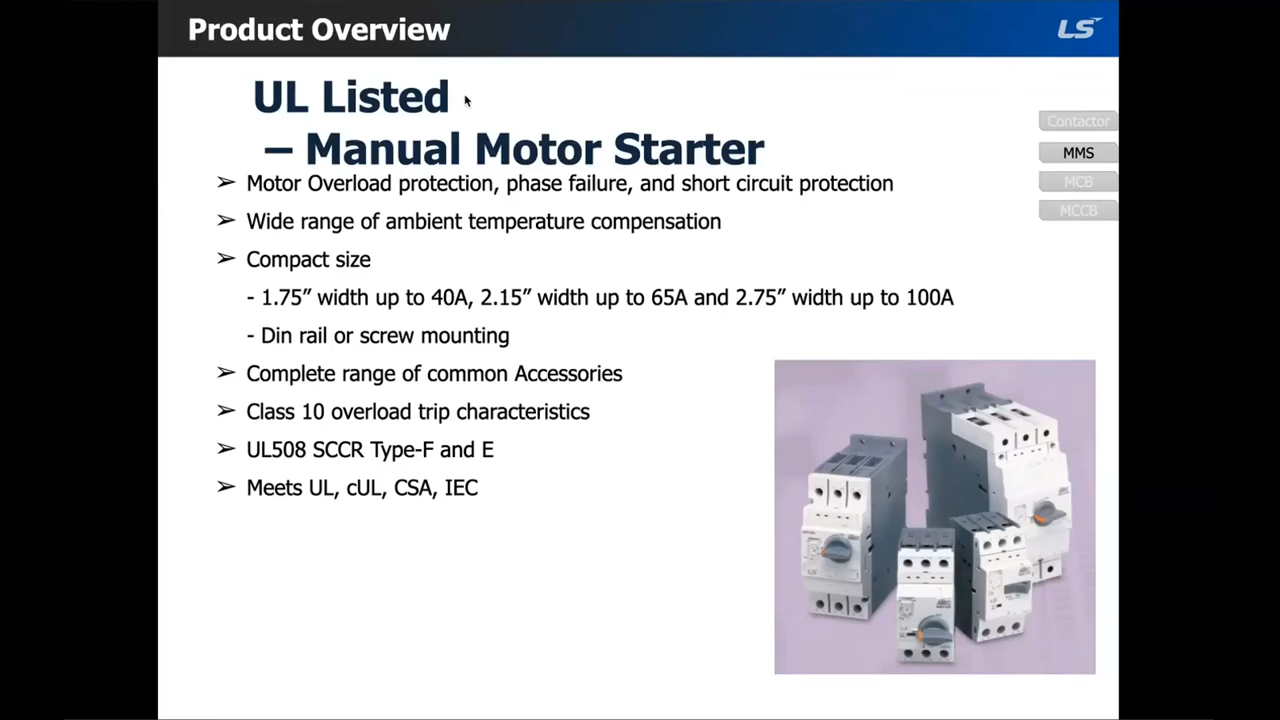 Product Overview
LS
UL Listed
– Manual Motor Starter
Contactor
MMS
MCB
MCCB
➢ Motor Overload protection, phase failure, and short circuit protection
➢ Wide range of ambient temperature compensation
➢ Compact size
- 1.75” width up to 40A, 2.15” width up to 65A and 2.75” width up to 100A
- Din rail or screw mounting
➢ Complete range of common Accessories
➢ Class 10 overload trip characteristics
➢ UL508 SCCR Type-F and E
➢ Meets UL, cUL, CSA, IEC